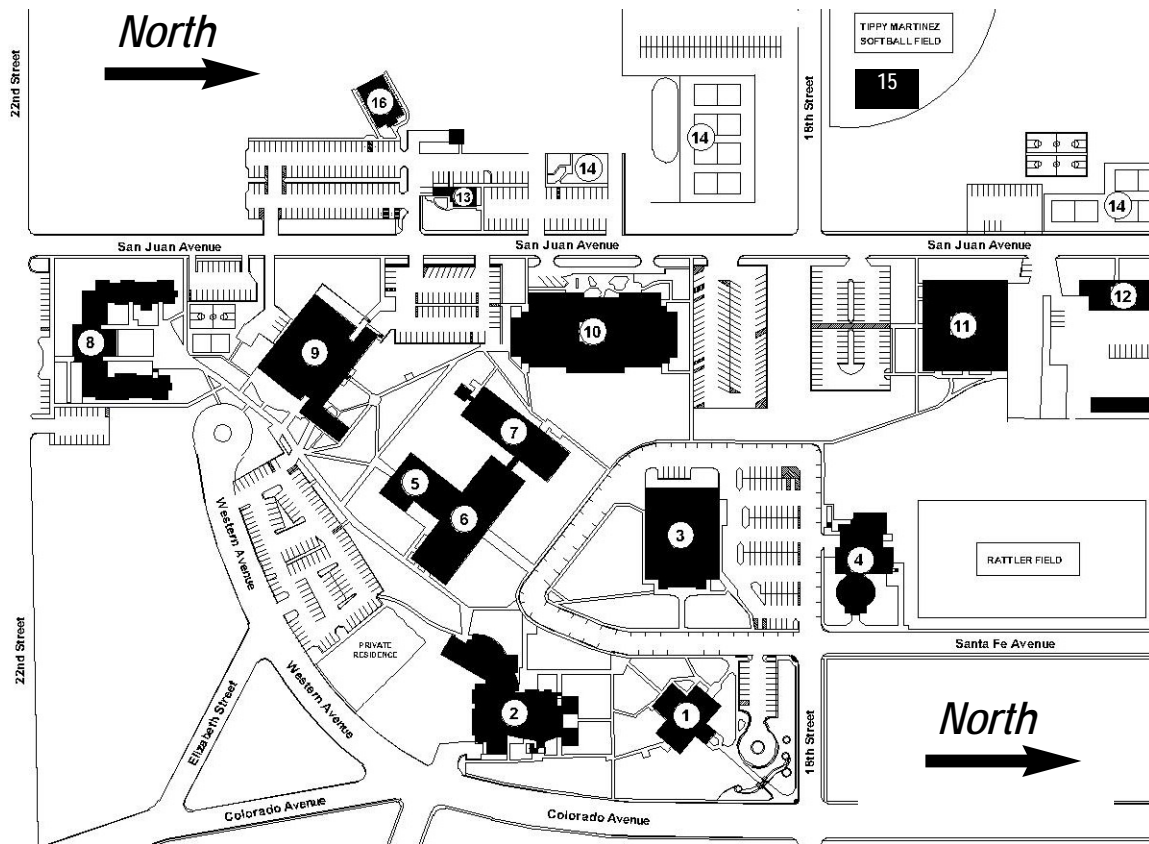 North
22nd Street
16
13
14
14
18th Street
TIPPY MARTINEZ
SOFTBALL FIELD
15
14
San Juan Avenue
San Juan Avenue
San Juan Avenue
8
9
10
11
12
7
5
6
3
4
RATTLER FIELD
Western Avenue
PRIVATE
RESIDENCE
Santa Fe Avenue
22nd Street
Elizabeth Street
Western Avenue
2
1
18th Street
North
Colorado Avenue
Colorado Avenue